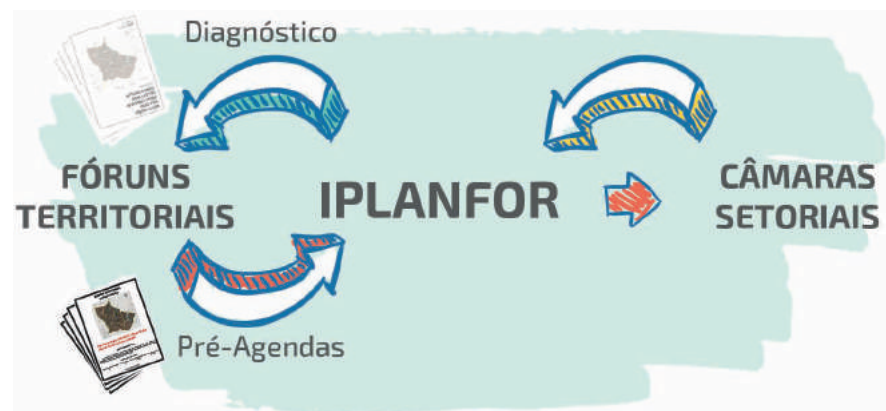 Diagnóstico
FÓRUNS
TERRITORIAIS
IPLANFOR
CÂMARAS
SETORIAIS
Pré-Agendas